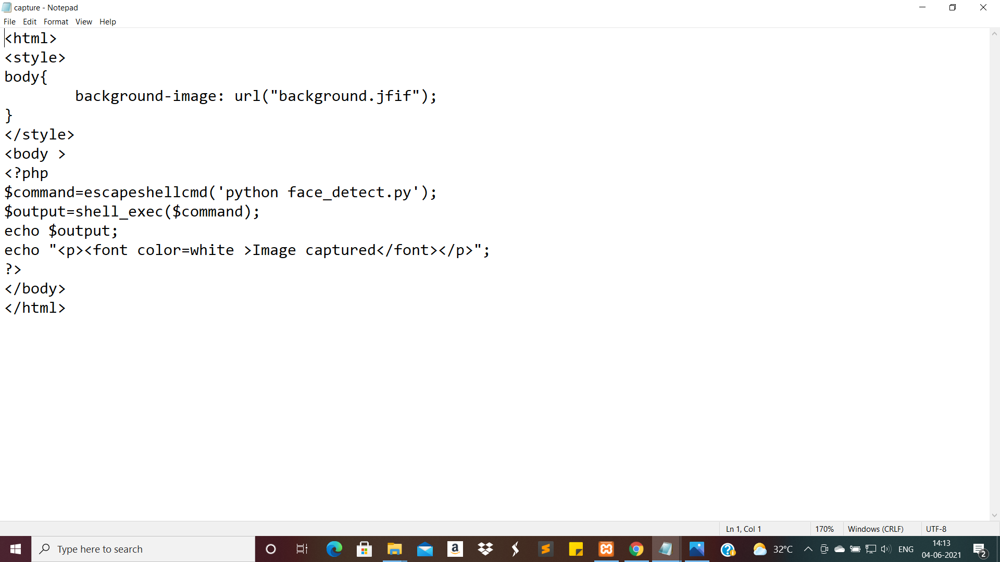 capture - Notepad
File Edit Format View Help
<html>
<style>
body{
        background-image: url("background.jfif");
}
</style>
<body >
<?php
$command=escapeshellcmd('python face_detect.py');
$output=shell_exec($command);
echo $output;
echo "<p><font color=white >Image captured</font></p>";
?>
</body>
</html>
Ln 1, Col 1 170% Windows (CRLF) UTF-8
Type here to search 32°C ENG 14:13
04-06-2021 2